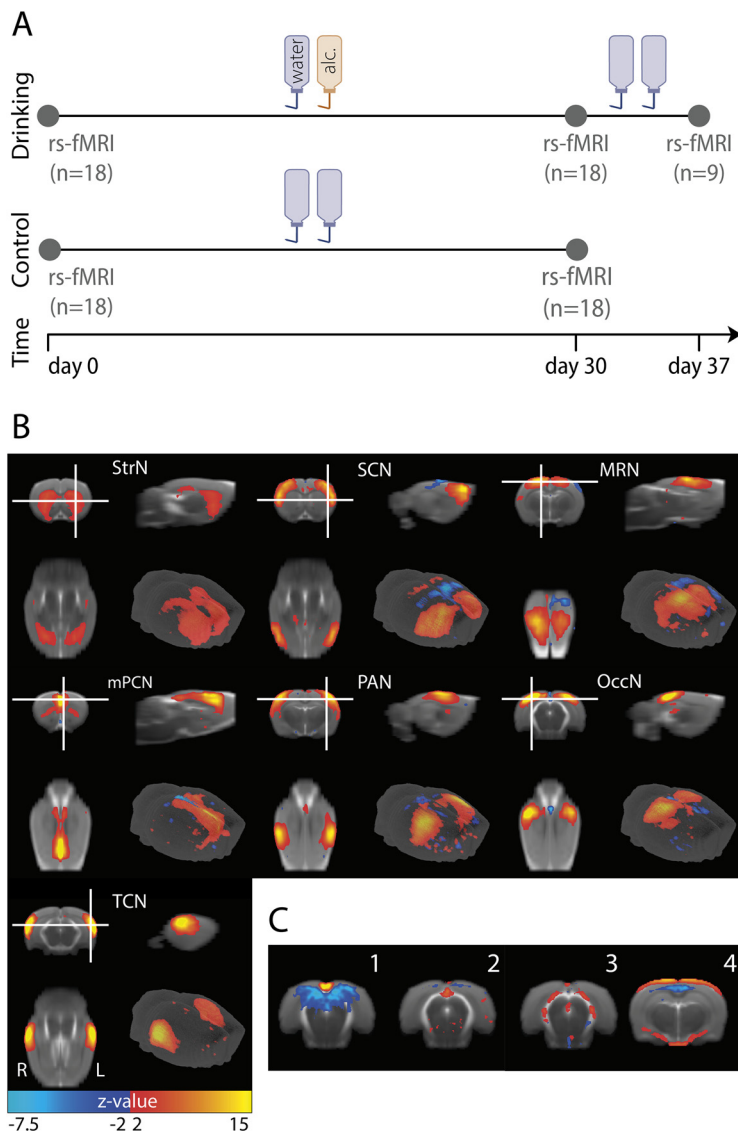 A
Drinking
water
alc.
rs-fMRI
(n=18)
rs-fMRI
(n=18)
rs-fMRI
(n=9)
Control
rs-fMRI
(n=18)
rs-fMRI
(n=18)
Time
day 0
day 30
day 37
B
StrN
SCN
MRN
mPCN
PAN
OccN
TCN
R
L
z-value
-7.5
-2
2
15
C
1
2
3
4